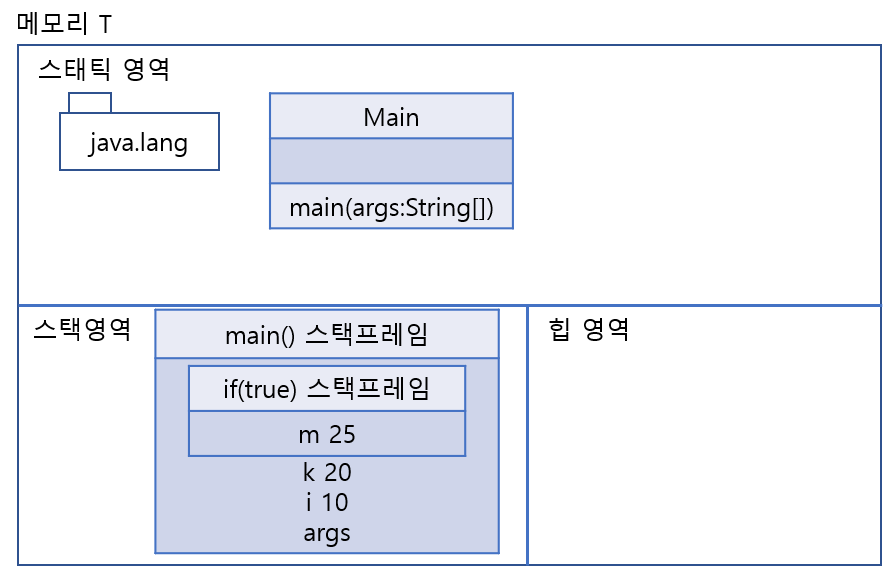 메모리 T
스태틱 영역
java.lang
Main
main(args:String[])
스택영역
main() 스택프레임
if(true) 스택프레임
m 25
k 20
i 10
args
힙 영역